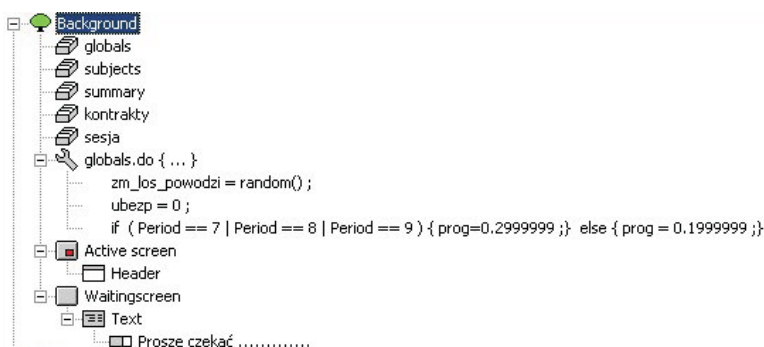 Background
globals
subjects
summary
kontrakty
sesja
globals.do { ... }
zm_los_powodzi = random() ;
ubezp = 0 ;
if ( Period == 7 | Period == 8 | Period == 9 ) { prog=0.2999999 ;} else { prog = 0.1999999 ;}
Active screen
Header
Waitingscreen
Text
Prosze czekać .............